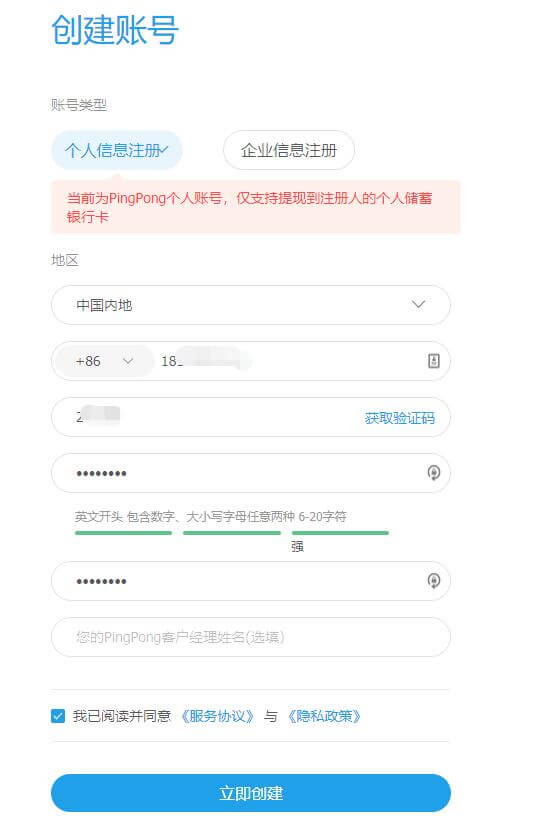 创建账号
账号类型
个人信息注册 企业信息注册
当前为PingPong个人账号，仅支持提现到注册人的个人储蓄
银行卡
地区
中国内地
+86 18
2 获取验证码
••••••••
英文开头 包含数字、大小写字母任意两种 6-20字符
强
••••••••
您的PingPong客户经理姓名(选填)
我已阅读并同意 《服务协议》 与 《隐私政策》
立即创建